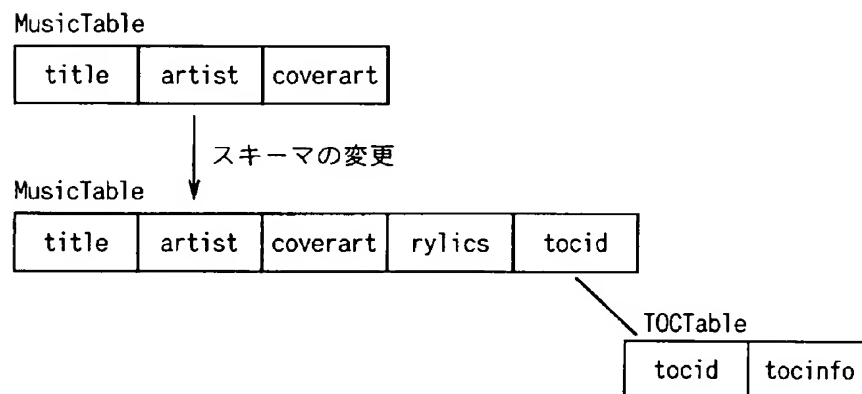 MusicTable
title artist coverart
スキーマの変更
MusicTable
title artist coverart rylics tocid
TOCTable
tocid tocinfo